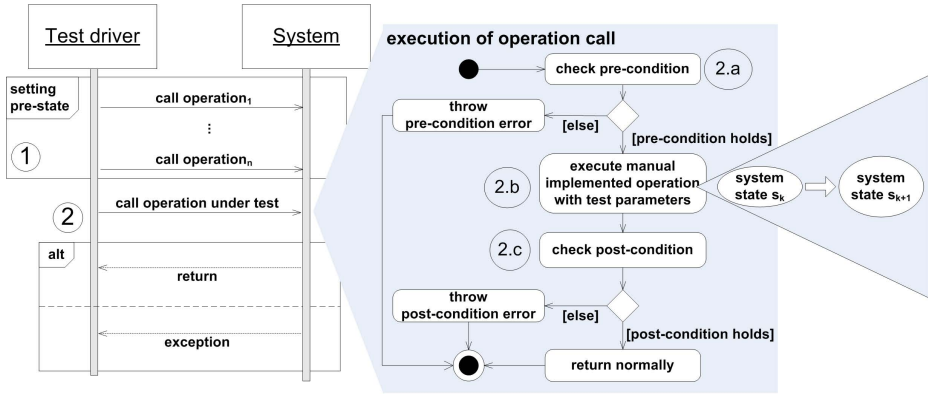 Test driver
System
setting
pre-state
call operation₁
⋮
call operationₙ
1
2
call operation under test
alt
return
exception
execution of operation call
check pre-condition
2.a
throw
pre-condition error
[else]
[pre-condition holds]
2.b
execute manual
implemented operation
with test parameters
system
state sₖ
system
state sₖ₊₁
2.c
check post-condition
throw
post-condition error
[else]
[post-condition holds]
return normally